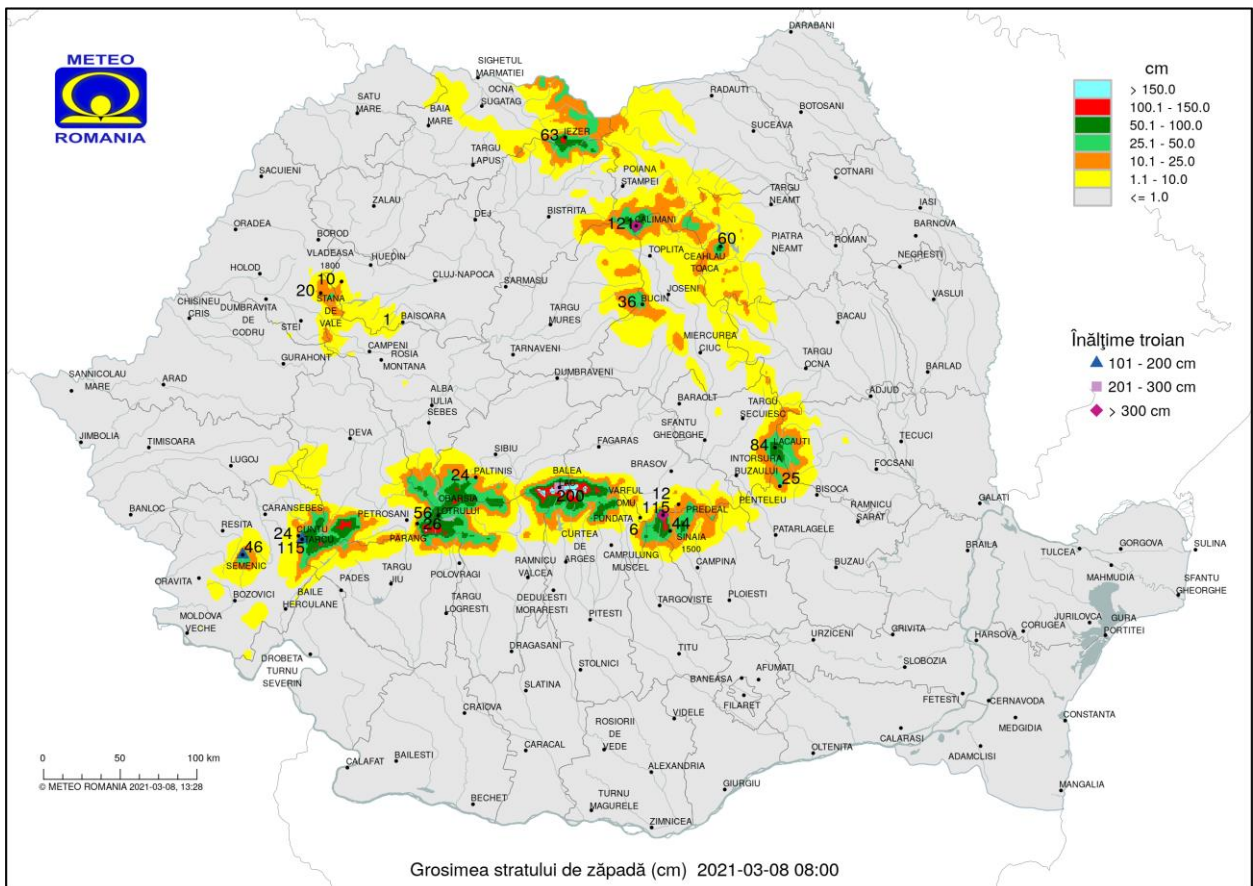 METEO
ROMANIA
DARABANI
SIGHETUL
MARMATIEI
OCNA
SUGATAG
SATU
MARE
BAIA
MARE
RADAUTI
BOTOSANI
SUCEAVA
63 IEZER
TARGU
LAPUS
POIANA
STAMPEI
COTNARI
SACUIENI
ZALAU
DEJ
BISTRITA
TARGU
NEAMT
IASI
BARNOVA
ORADEA
BOROD
121
CALIMANI
60
PIATRA
NEAMT
ROMAN
NEGRESTI
VLADEASA
1800
HUEDIN
TOPLITA
CEAHLAU
TOACA
HOLOD
10
CLUJ-NAPOCA
SARMASU
JOSENI
20
STANA
DE
VALE
36 BUCIN
VASLUI
CHISINEU
CRIS
DUMBRAVITA
DE
CODRU
STEI
1 BAISOARA
TARGU
MURES
BACAU
MIERCUREA
CIUC
CAMPENI
ROSIA
MONTANA
GURAHONT
TARNAVENI
TARGU
OCNA
SANNICOLAU
MARE
ARAD
DUMBRAVENI
BARLAD
ALBA
IULIA
SEBES
BARAOLT
TARGU
SECUIESC
ADJUD
JIMBOLIA
TIMISOARA
DEVA
SIBIU
FAGARAS
SFANTU
GHEORGHE
84 LACAUTI
TECUCI
LUGOJ
24 PALTINIS
BALEA
LAC
200
BRASOV
INTORSURA
BUZAULUI
FOCSANI
VARFUL
OMU
12
115
PREDEAL
25
PENTELEU
BISOCA
RAMNICU
SARAT
GALATI
BANLOC
RESITA
CARANSEBES
PETROSANI
OBARSIA
LOTRULUI
56
26
PARANG
FUNDATA
6
44
SINAIA
1500
PATARLAGELE
24
CUNTU
TARCU
115
46
SEMENIC
CURTEA
DE
ARGES
CAMPULUNG
MUSCEL
CAMPINA
BUZAU
BRAILA
TULCEA
GORGOVA
SULINA
MAHMUDIA
SFANTU
GHEORGHE
ORAVITA
BOZOVICI
BAILE
HERCULANE
PADES
TARGU
JIU
POLOVRAGI
RAMNICU
VALCEA
DEDULESTI
MORARESTI
TARGU
LOGRESTI
PITESTI
TARGOVISTE
PLOIESTI
MOLDOVA
VECHE
URZICENI
GRIVITA
HARSOVA
CORUGEA
JURILOVCA
GURA
PORTITEI
DROBETA
TURNU
SEVERIN
DRAGASANI
STOLNICI
TITU
BANEASA
AFUMATI
FILARET
SLOBOZIA
FETESTI
CERNAVODA
MEDGIDIA
CONSTANTA
SLATINA
CRAIOVA
VIDELE
ROSIORII
DE
VEDE
CARACAL
OLTENITA
CALARASI
ADAMCLISI
MANGALIA
CALAFAT
BAILESTI
ALEXANDRIA
BECHET
TURNU
MAGURELE
GIURGIU
ZIMNICEA
cm
> 150.0
100.1 - 150.0
50.1 - 100.0
25.1 - 50.0
10.1 - 25.0
1.1 - 10.0
<= 1.0
Înălţime troian
101 - 200 cm
201 - 300 cm
> 300 cm
0 50 100 km
© METEO ROMANIA 2021-03-08, 13:28
Grosimea stratului de zăpadă (cm) 2021-03-08 08:00